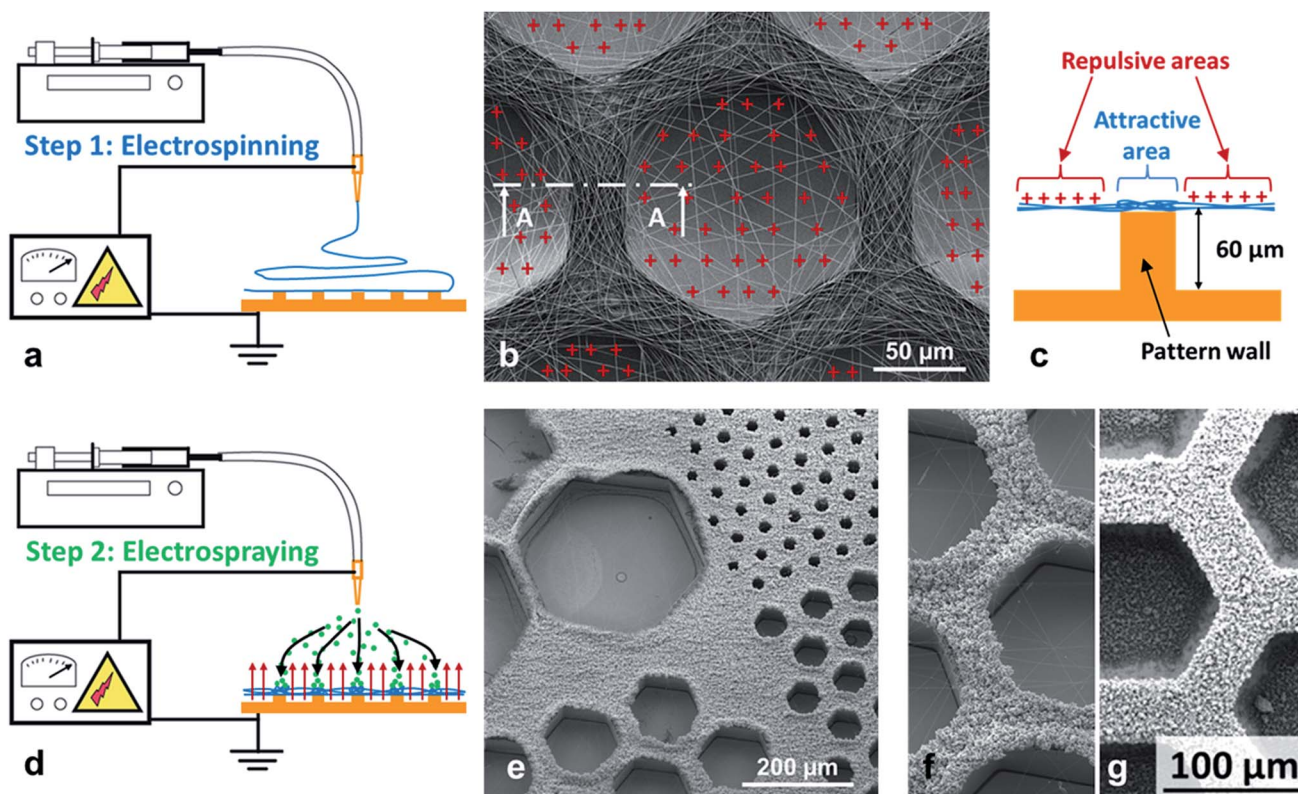 Step 1: Electrospinning
a
A
A
b
50 µm
Repulsive areas
Attractive
area
+ + + + +
+ + + + +
60 µm
c
Pattern wall
Step 2: Electrospraying
d
e
200 µm
f
g
100 µm